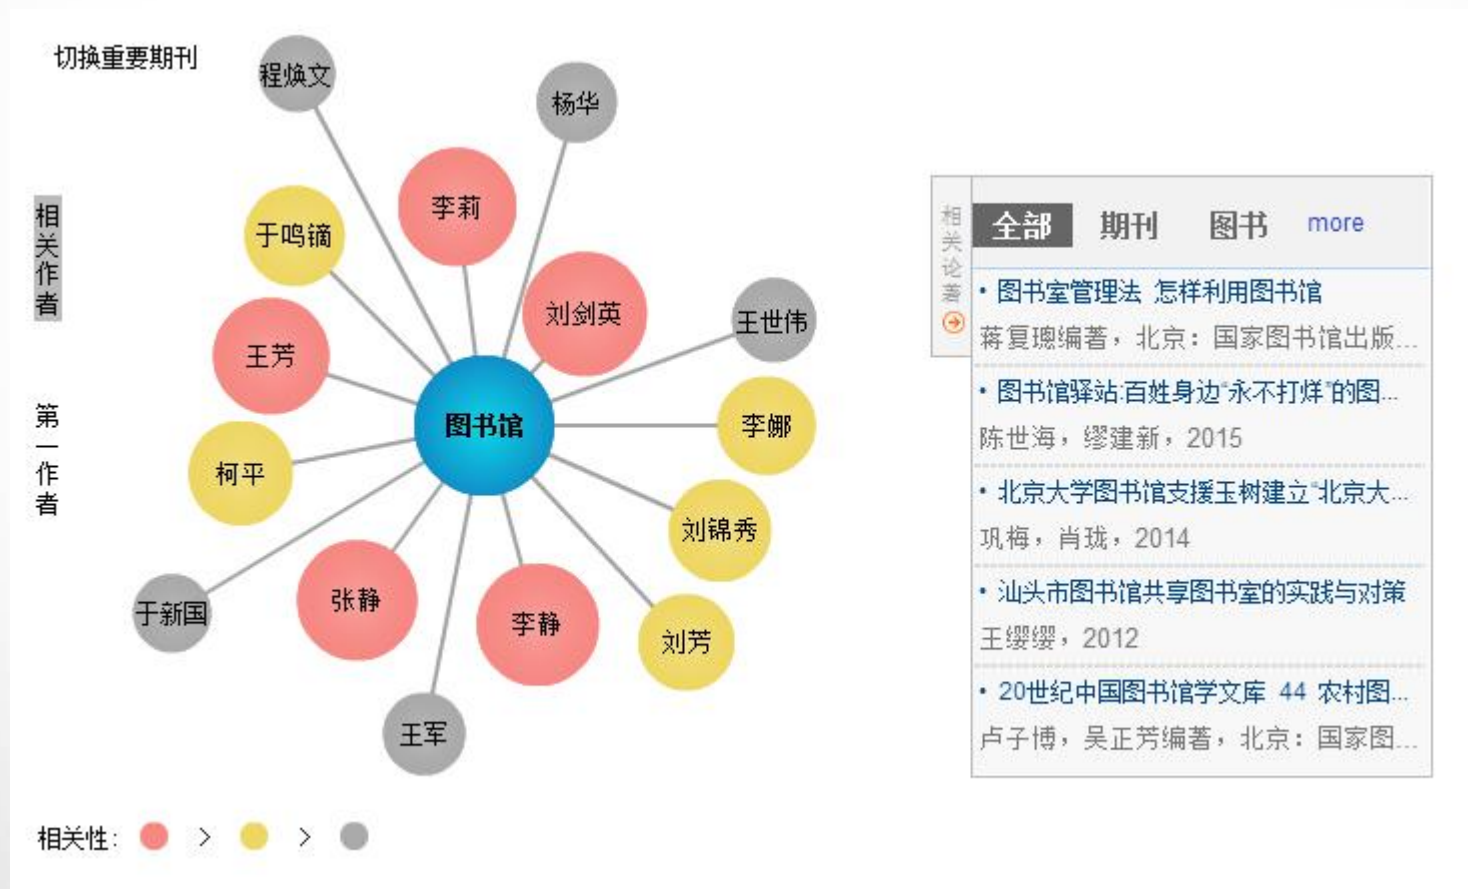 切换重要期刊
程焕文
杨华
李莉
于鸣镝
刘剑英
王世伟
王芳
李娜
图书馆
柯平
刘锦秀
张静
李静
于新国
刘芳
王军
相关作者
第一作者
相关性：
>
>
相关论著
全部 期刊 图书 more
• 图书室管理法 怎样利用图书馆
蒋复璁编著，北京：国家图书馆出版...
• 图书馆驿站:百姓身边“永不打烊”的图...
陈世海，缪建新，2015
• 北京大学图书馆支援玉树建立“北京大...
巩梅，肖珑，2014
• 汕头市图书馆共享图书室的实践与对策
王缨缨，2012
• 20世纪中国图书馆学文库 44 农村图...
卢子博，吴正芳编著，北京：国家图...